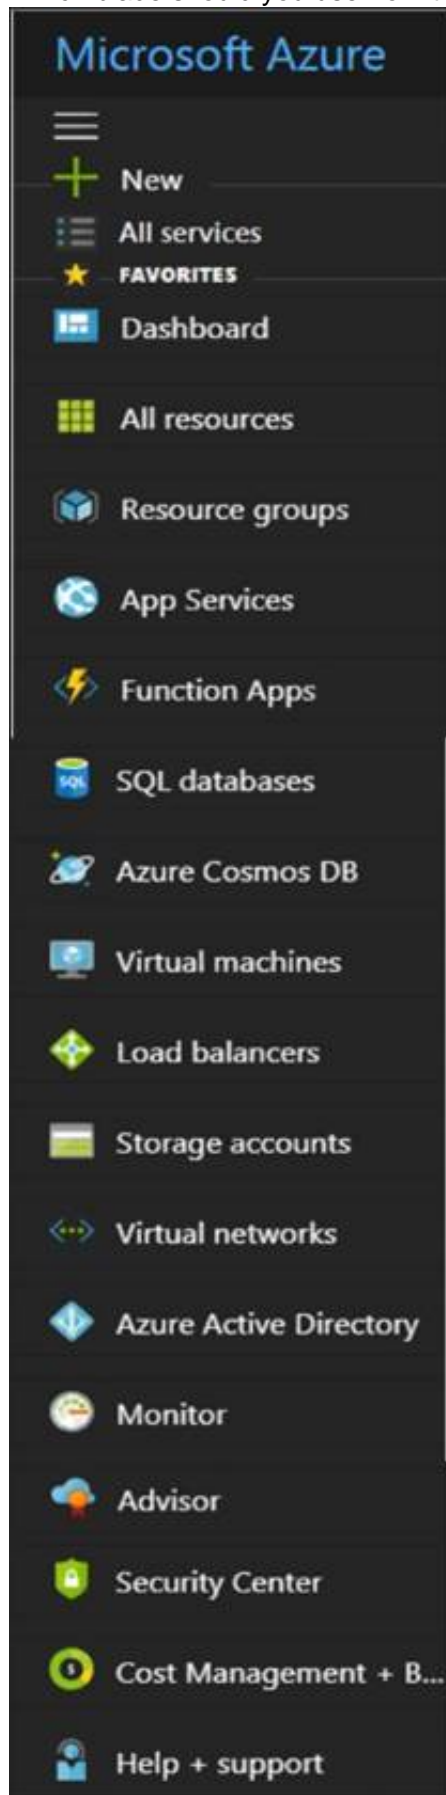 Microsoft Azure
New
All services
FAVORITES
Dashboard
All resources
Resource groups
App Services
Function Apps
SQL databases
SQL
Azure Cosmos DB
Virtual machines
Load balancers
Storage accounts
Virtual networks
Azure Active Directory
Monitor
Advisor
Security Center
Cost Management + B...
Help + support